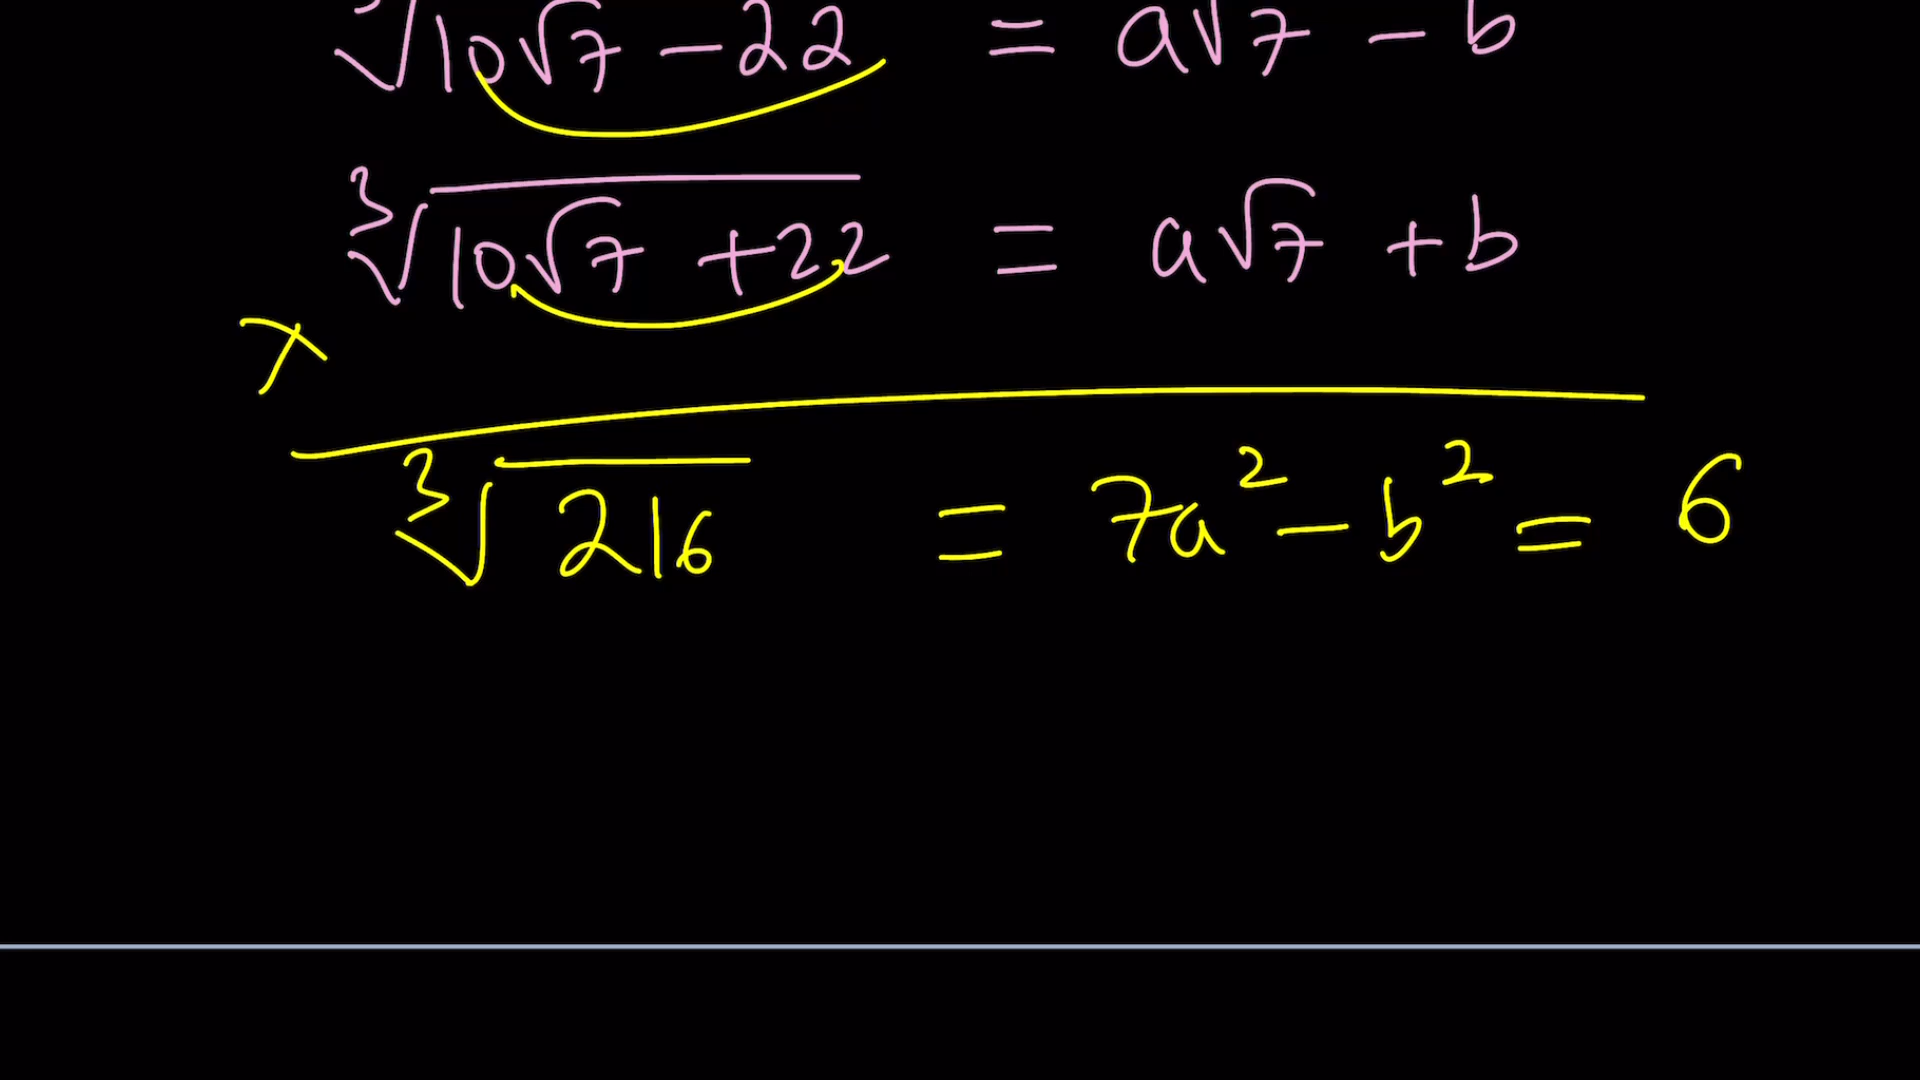 ∛10√7 − 22 = a√7 − b
∛10√7 + 22 = a√7 + b
×
∛216 = 7a² − b² = 6